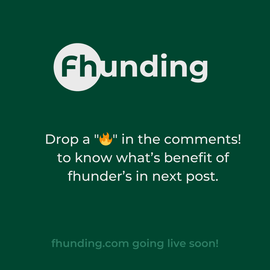 Fhunding
Drop a "🔥" in the comments!
to know what's benefit of
fhunder's in next post.
fhunding.com going live soon!